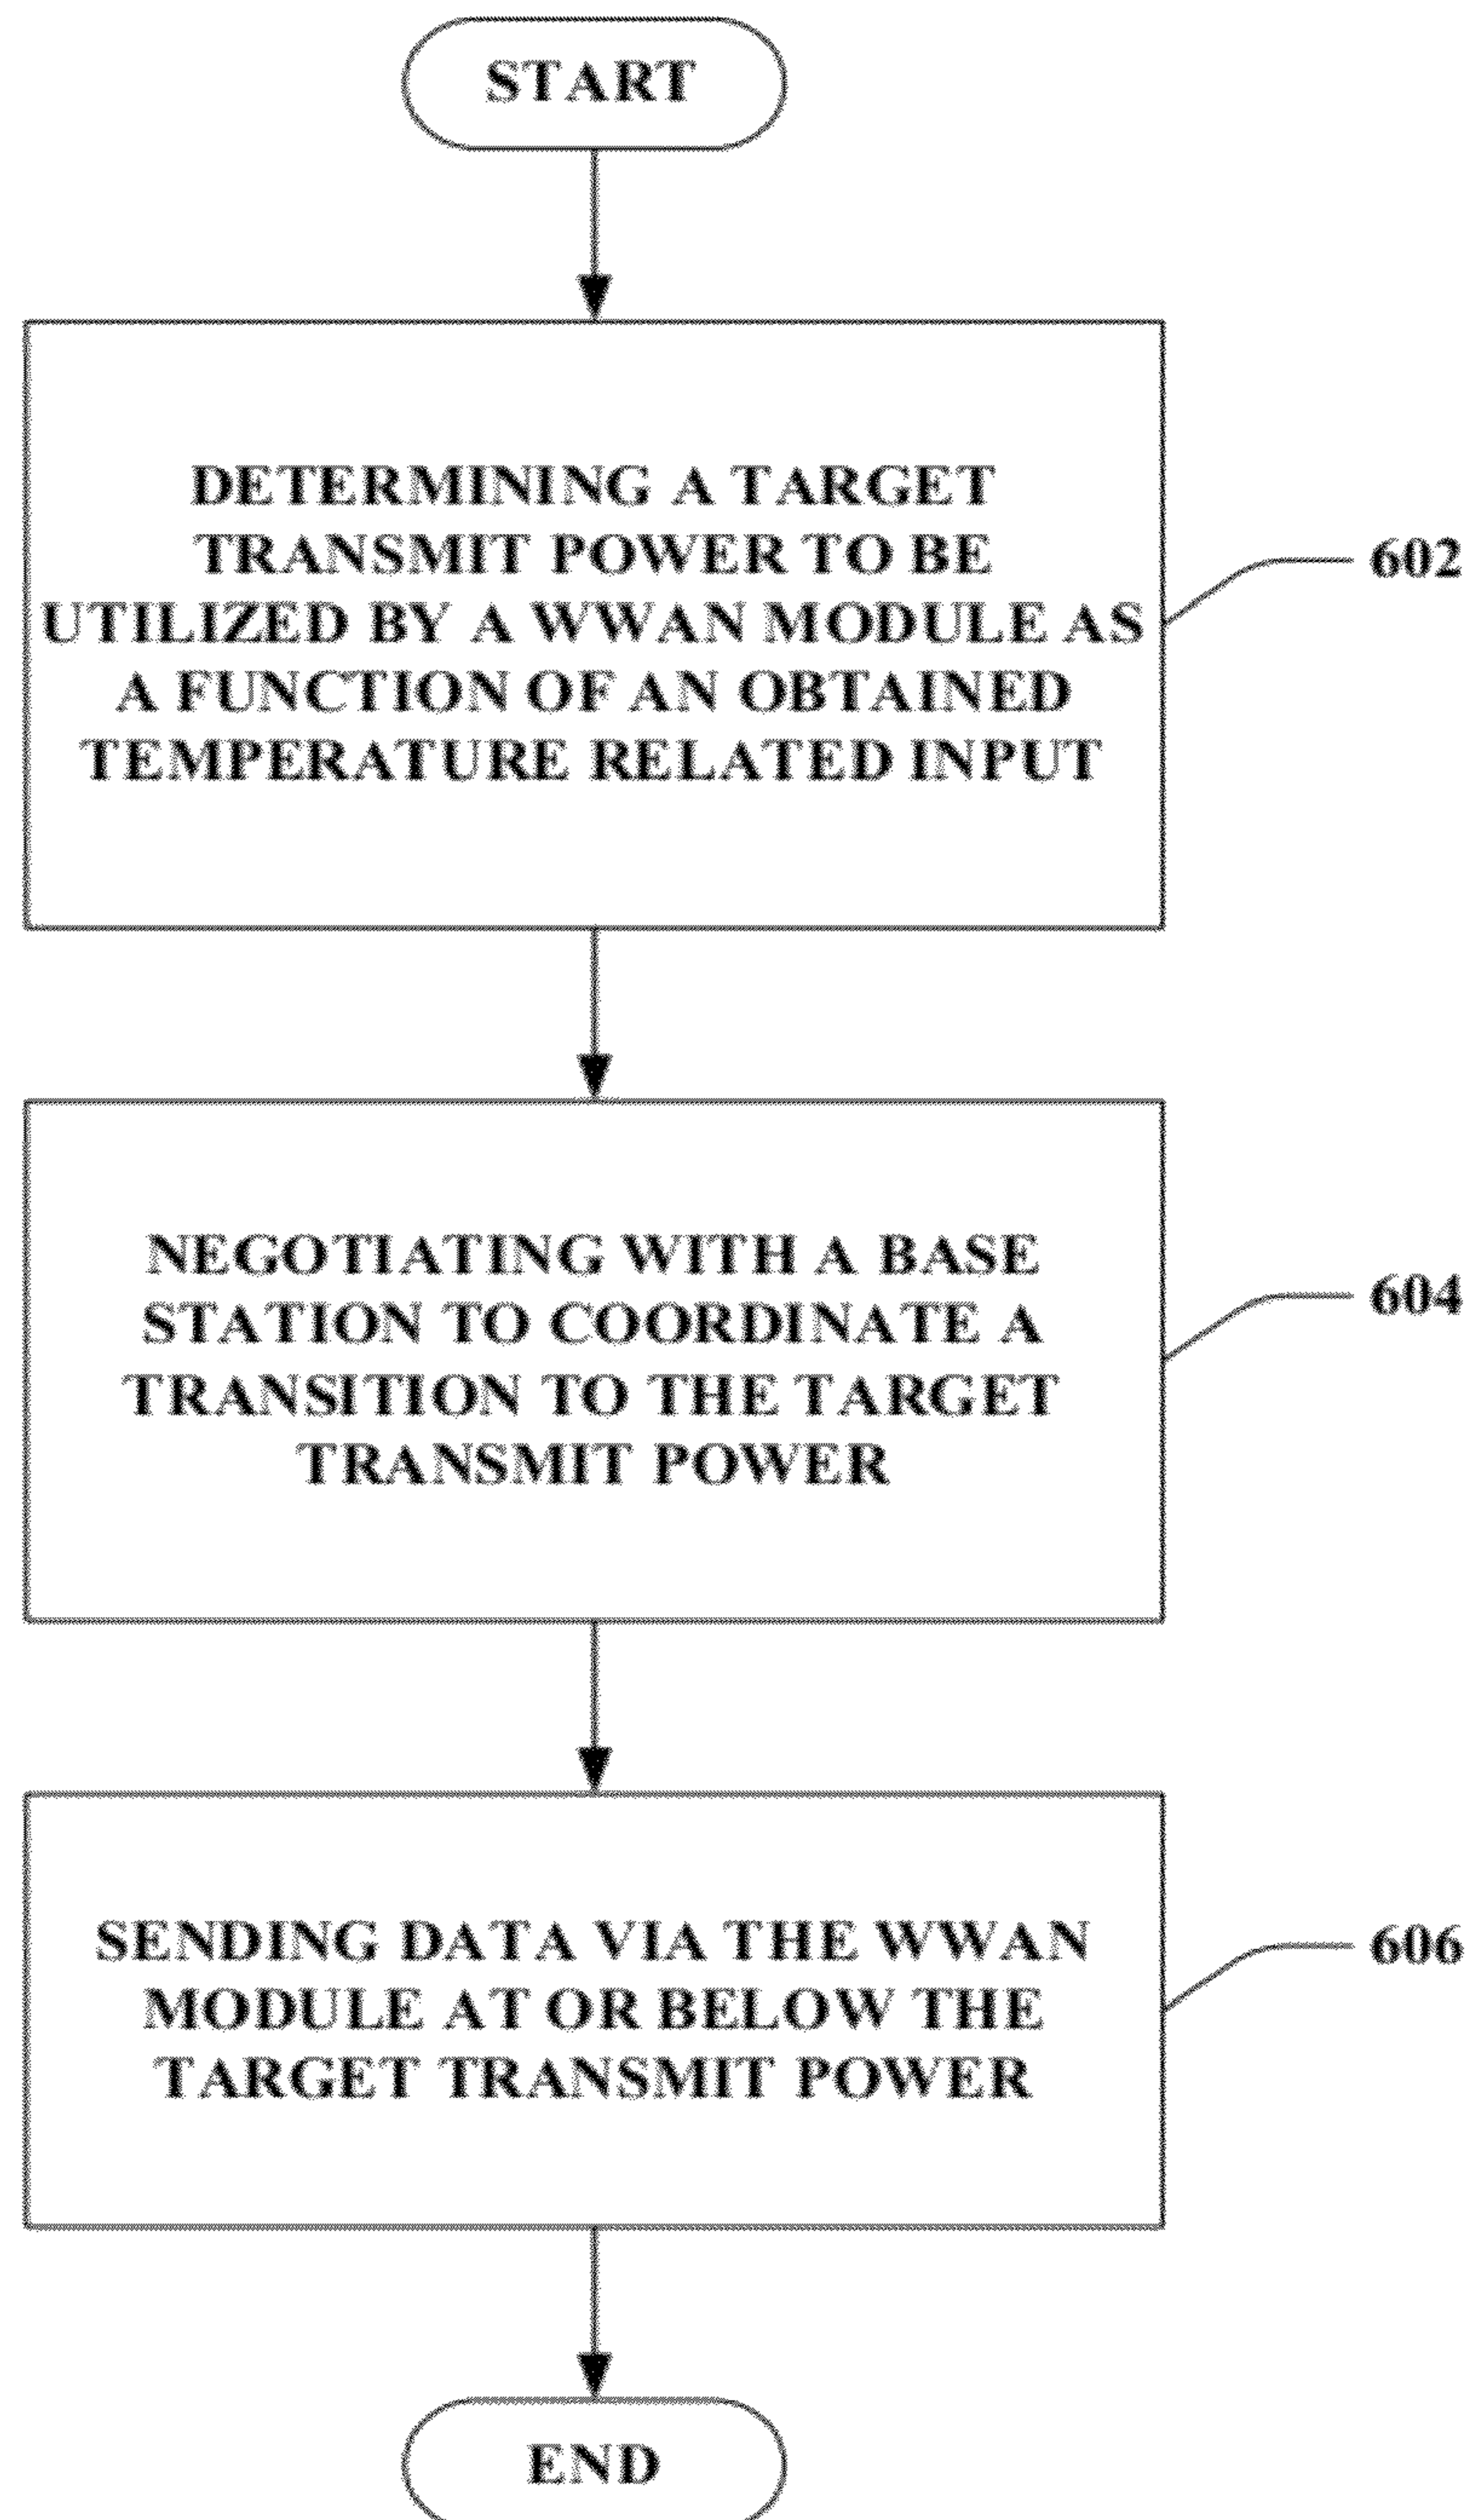 START
DETERMINING A TARGET
TRANSMIT POWER TO BE
UTILIZED BY A WWAN MODULE AS
A FUNCTION OF AN OBTAINED
TEMPERATURE RELATED INPUT
602
NEGOTIATING WITH A BASE
STATION TO COORDINATE A
TRANSITION TO THE TARGET
TRANSMIT POWER
604
SENDING DATA VIA THE WWAN
MODULE AT OR BELOW THE
TARGET TRANSMIT POWER
606
END